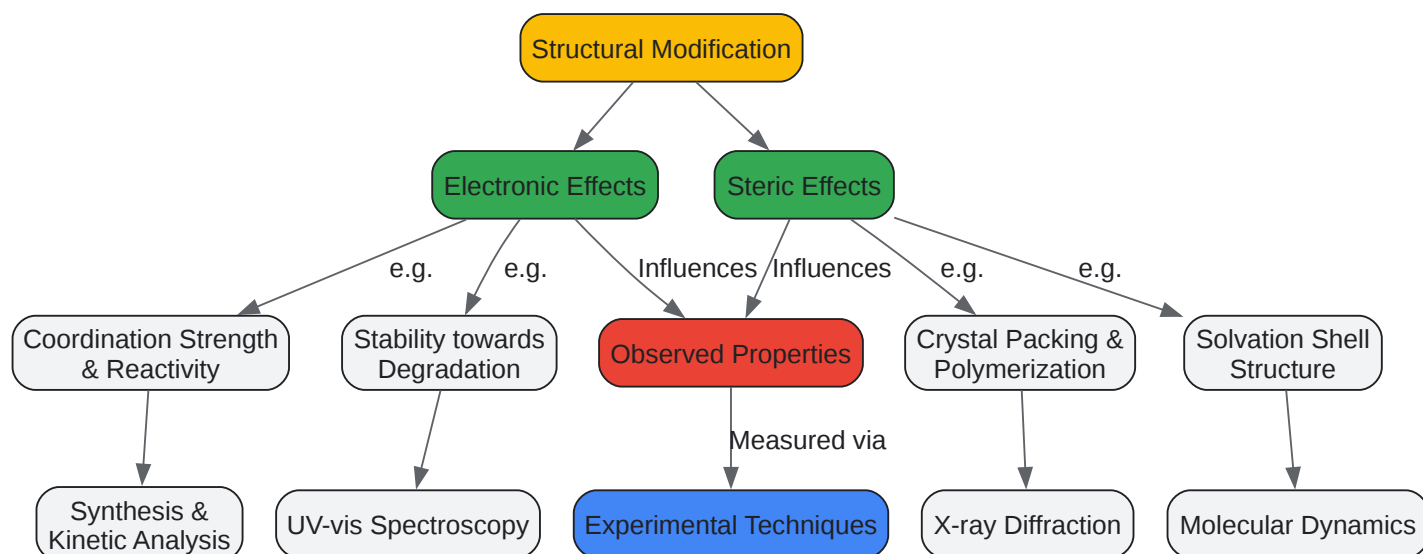 Structural Modification
Electronic Effects
Steric Effects
e.g.
e.g.
Influences
Influences
e.g.
e.g.
Coordination Strength
& Reactivity
Stability towards
Degradation
Observed Properties
Crystal Packing &
Polymerization
Solvation Shell
Structure
Measured via
Synthesis &
Kinetic Analysis
UV-vis Spectroscopy
Experimental Techniques
X-ray Diffraction
Molecular Dynamics